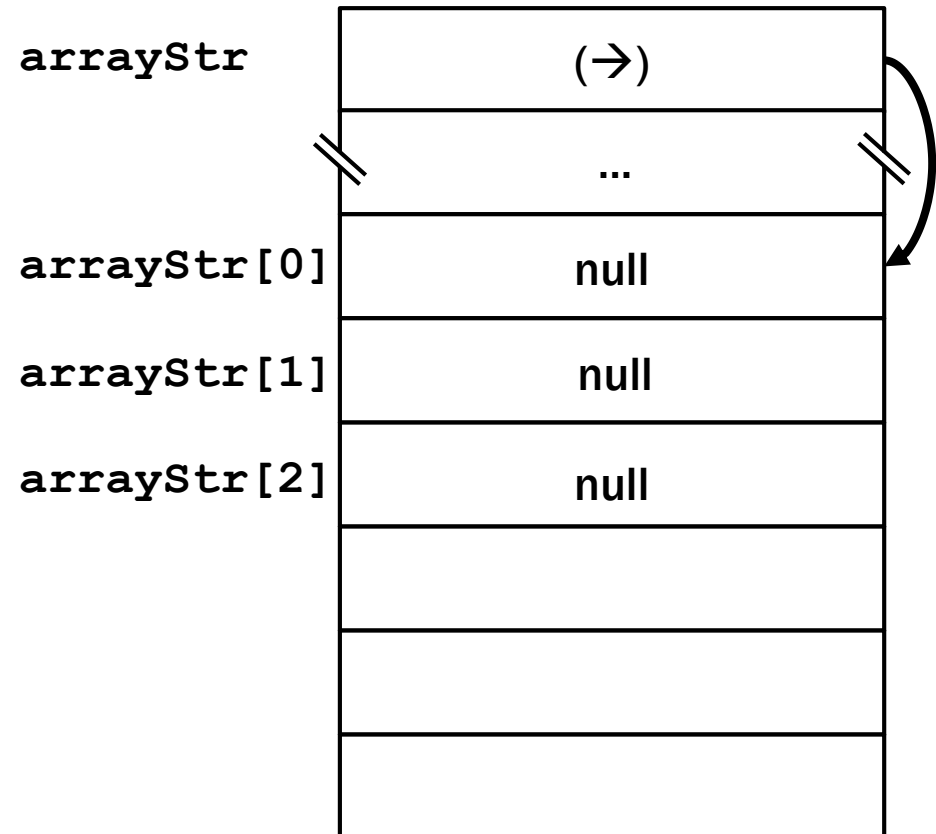 arrayStr (→)
...
arrayStr[0] null
arrayStr[1] null
arrayStr[2] null